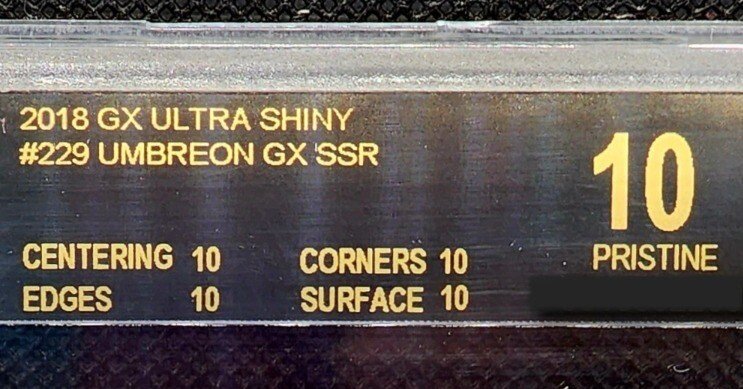 2018 GX ULTRA SHINY
#229 UMBREON GX SSR
10
PRISTINE
CENTERING 10 CORNERS 10
EDGES 10 SURFACE 10